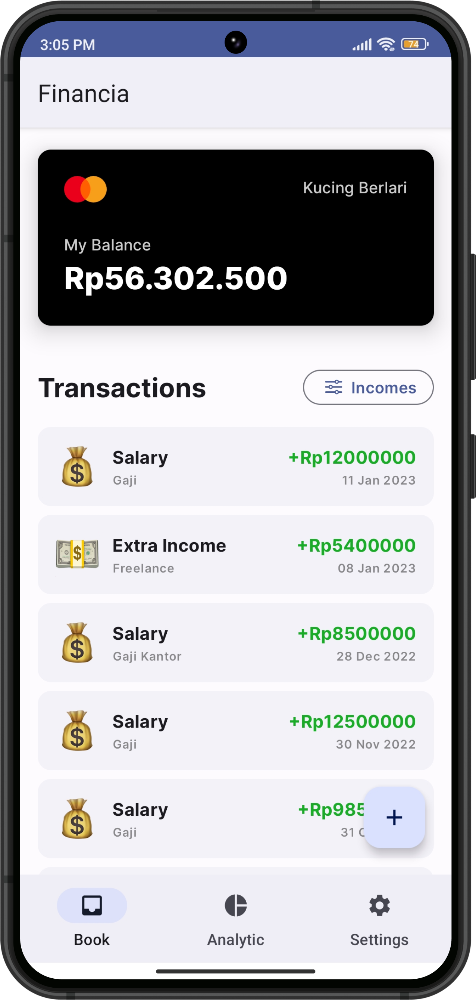 3:05 PM
74
Financia
Kucing Berlari
My Balance
Rp56.302.500
Transactions
Incomes
Salary
+Rp12000000
Gaji
11 Jan 2023
Extra Income
+Rp5400000
Freelance
08 Jan 2023
Salary
+Rp8500000
Gaji Kantor
28 Dec 2022
Salary
+Rp12500000
Gaji
30 Nov 2022
Salary
+Rp985
Gaji
31
Book
Analytic
Settings